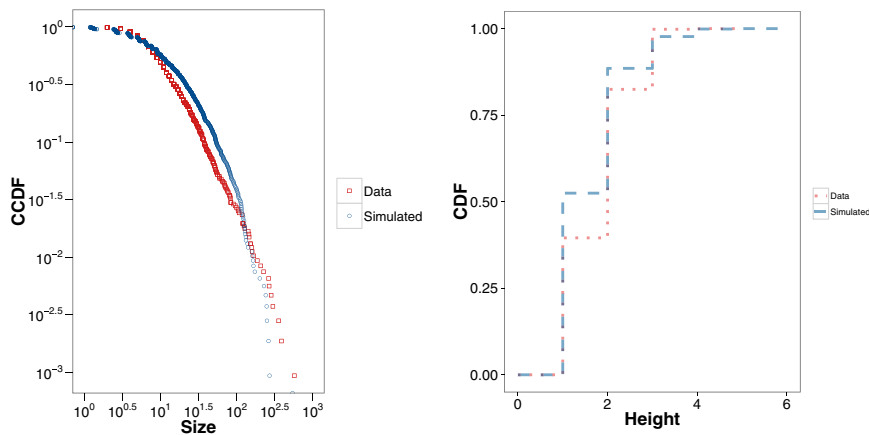 CCDF
10^0
10^-0.5
10^-1
10^-1.5
10^-2
10^-2.5
10^-3
10^0 10^0.5 10^1 10^1.5 10^2 10^2.5 10^3
Size
Data
Simulated
CDF
1.00
0.75
0.50
0.25
0.00
0 2 4 6
Height
Data
Simulated